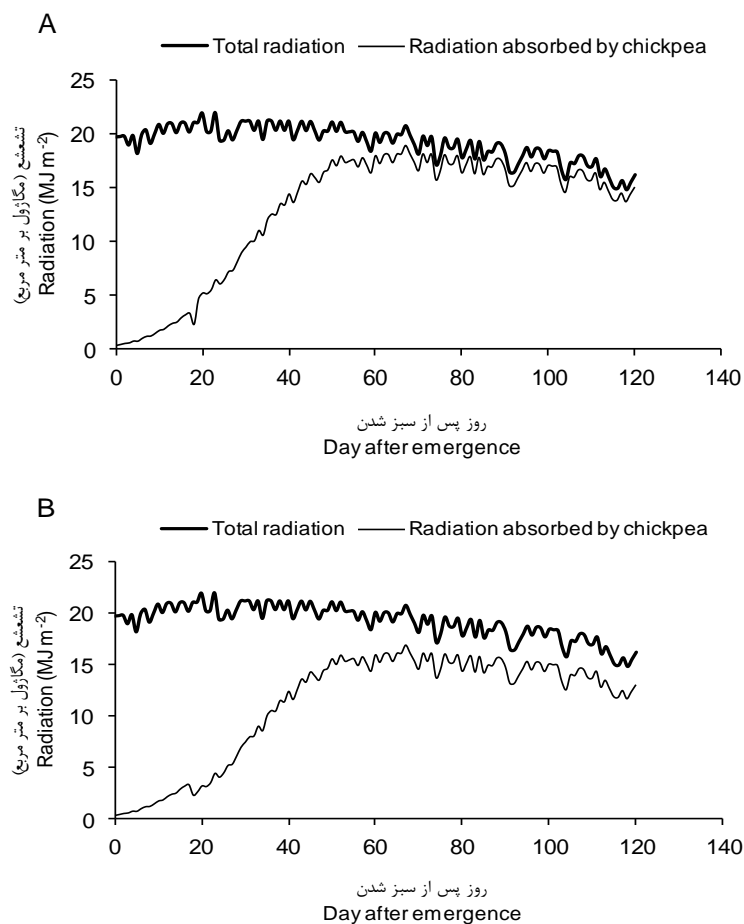 A
Total radiation Radiation absorbed by chickpea
تشعشع (مگاژول بر متر مربع)
Radiation (MJ m-2)
25
20
15
10
5
0
0 20 40 60 80 100 120 140
روز پس از سبز شدن
Day after emergence
B
Total radiation Radiation absorbed by chickpea
تشعشع (مگاژول بر متر مربع)
Radiation (MJ m-2)
25
20
15
10
5
0
0 20 40 60 80 100 120 140
روز پس از سبز شدن
Day after emergence